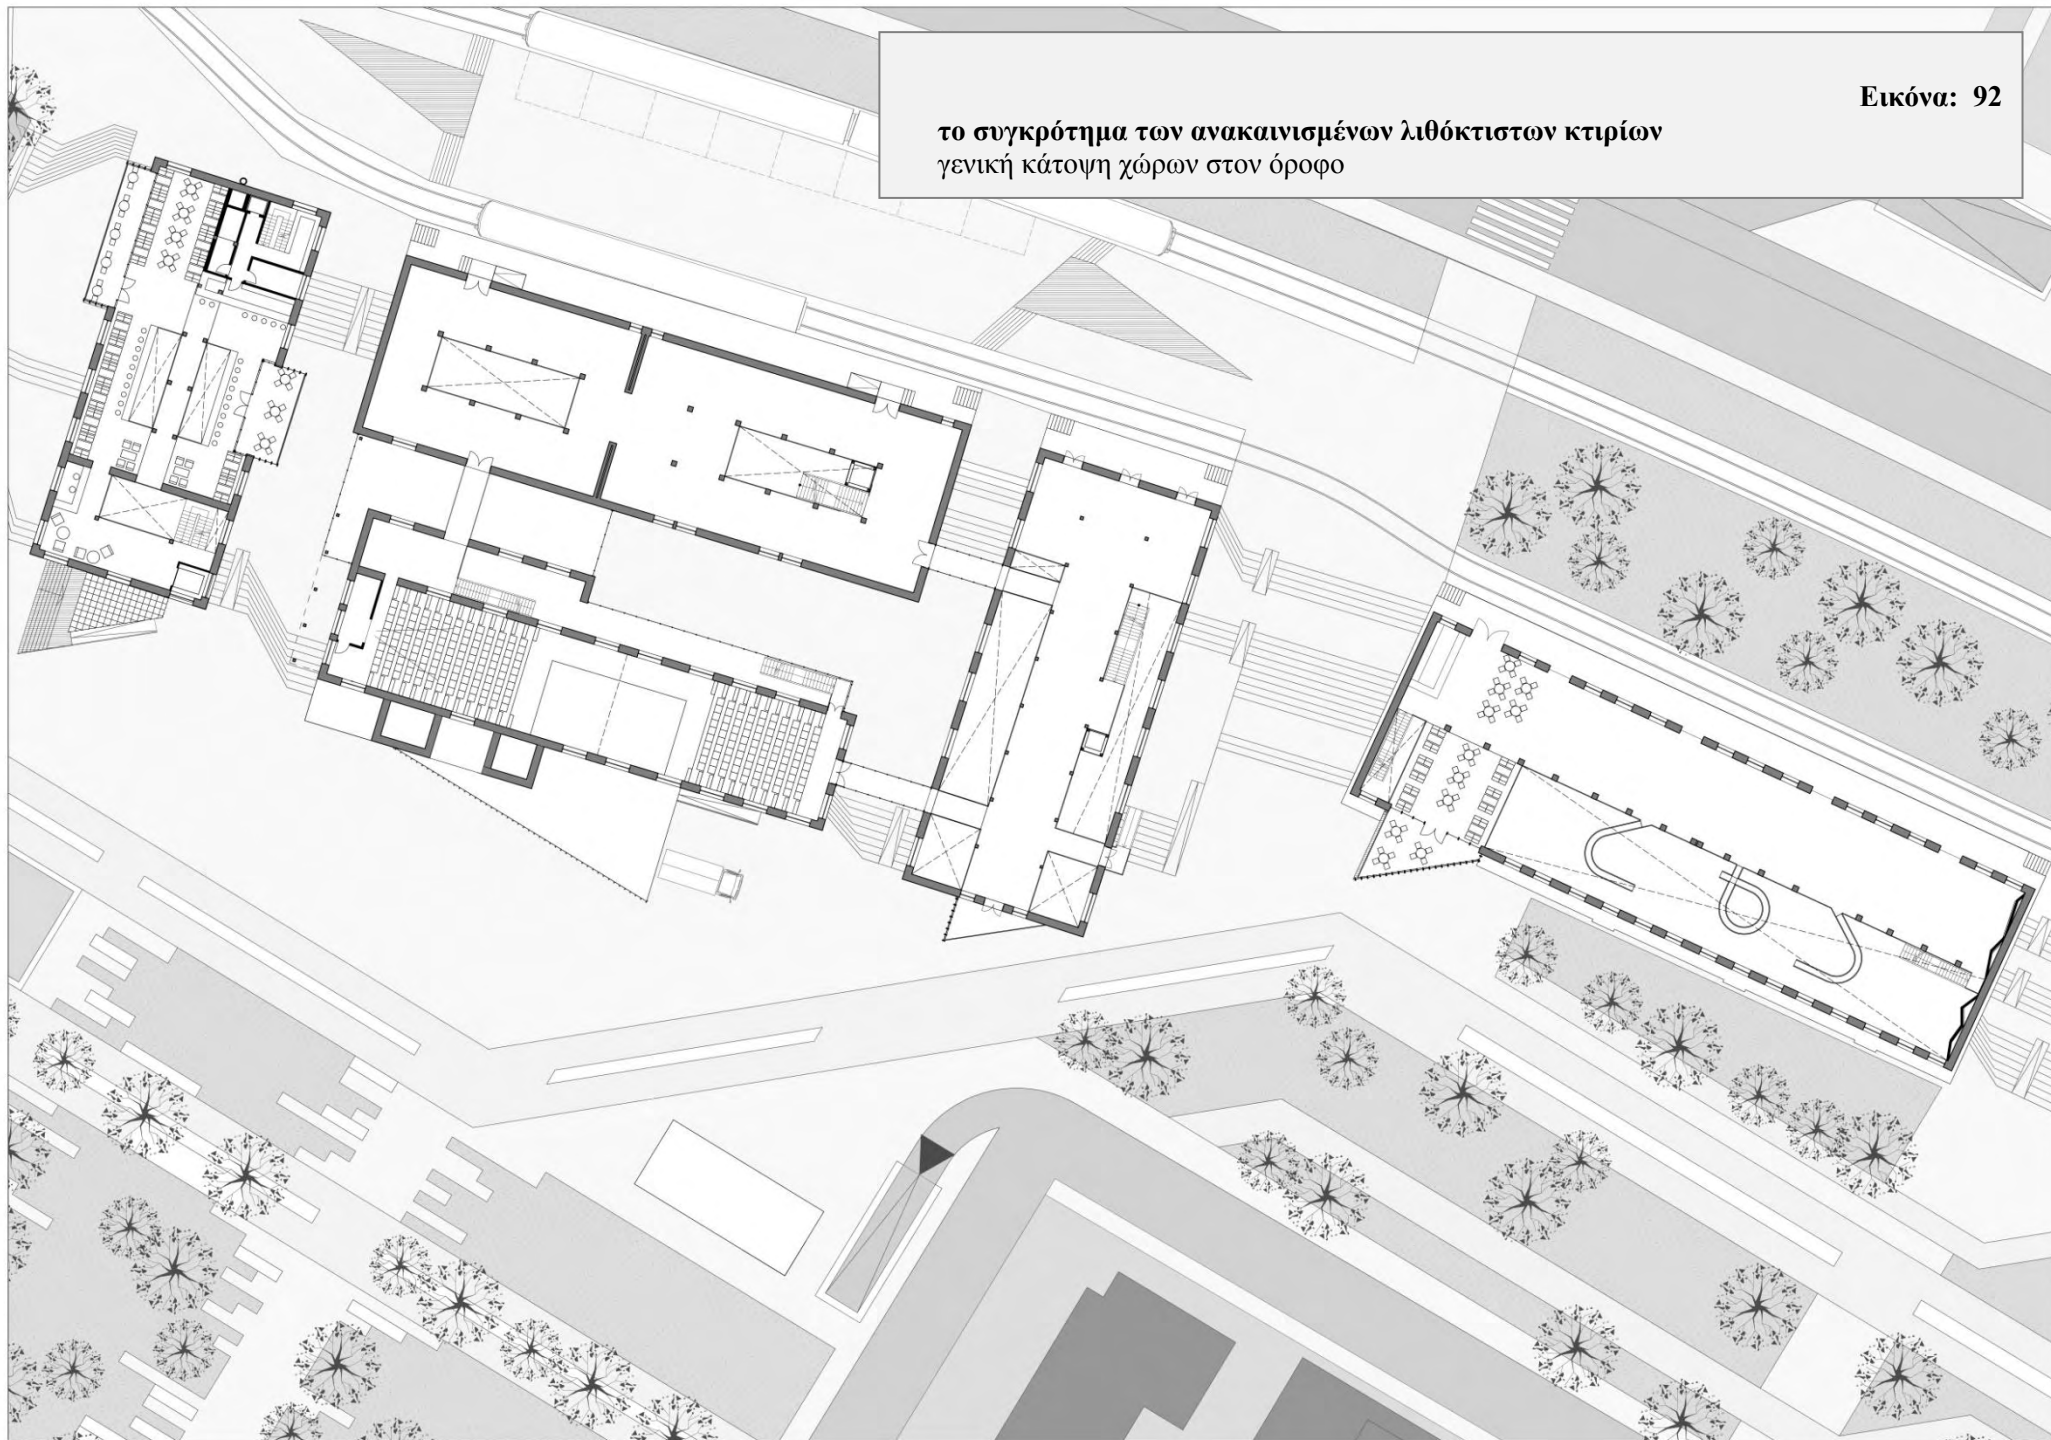 Εικόνα: 92
το συγκρότημα των ανακαινισμένων λιθόκτιστων κτιρίων
γενική κάτοψη χώρων στον όροφο